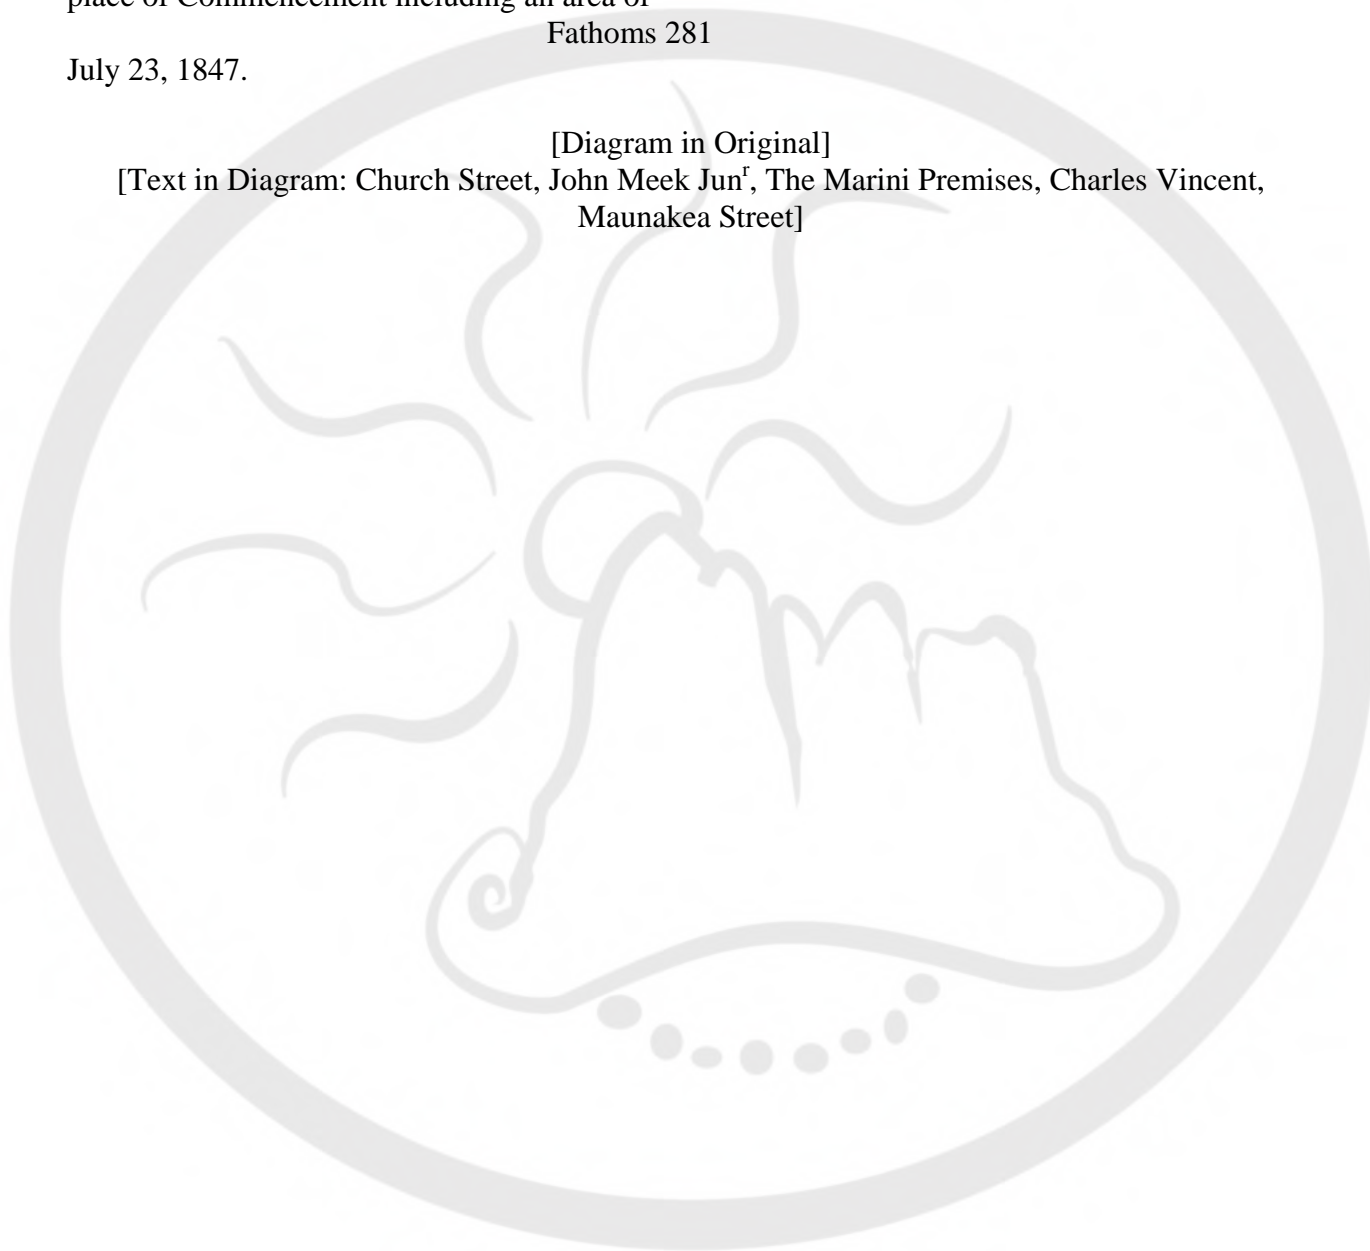 place of Commencement including an area of
Fathoms 281
July 23, 1847.
[Diagram in Original]
[Text in Diagram: Church Street, John Meek Junʳ, The Marini Premises, Charles Vincent,
Maunakea Street]